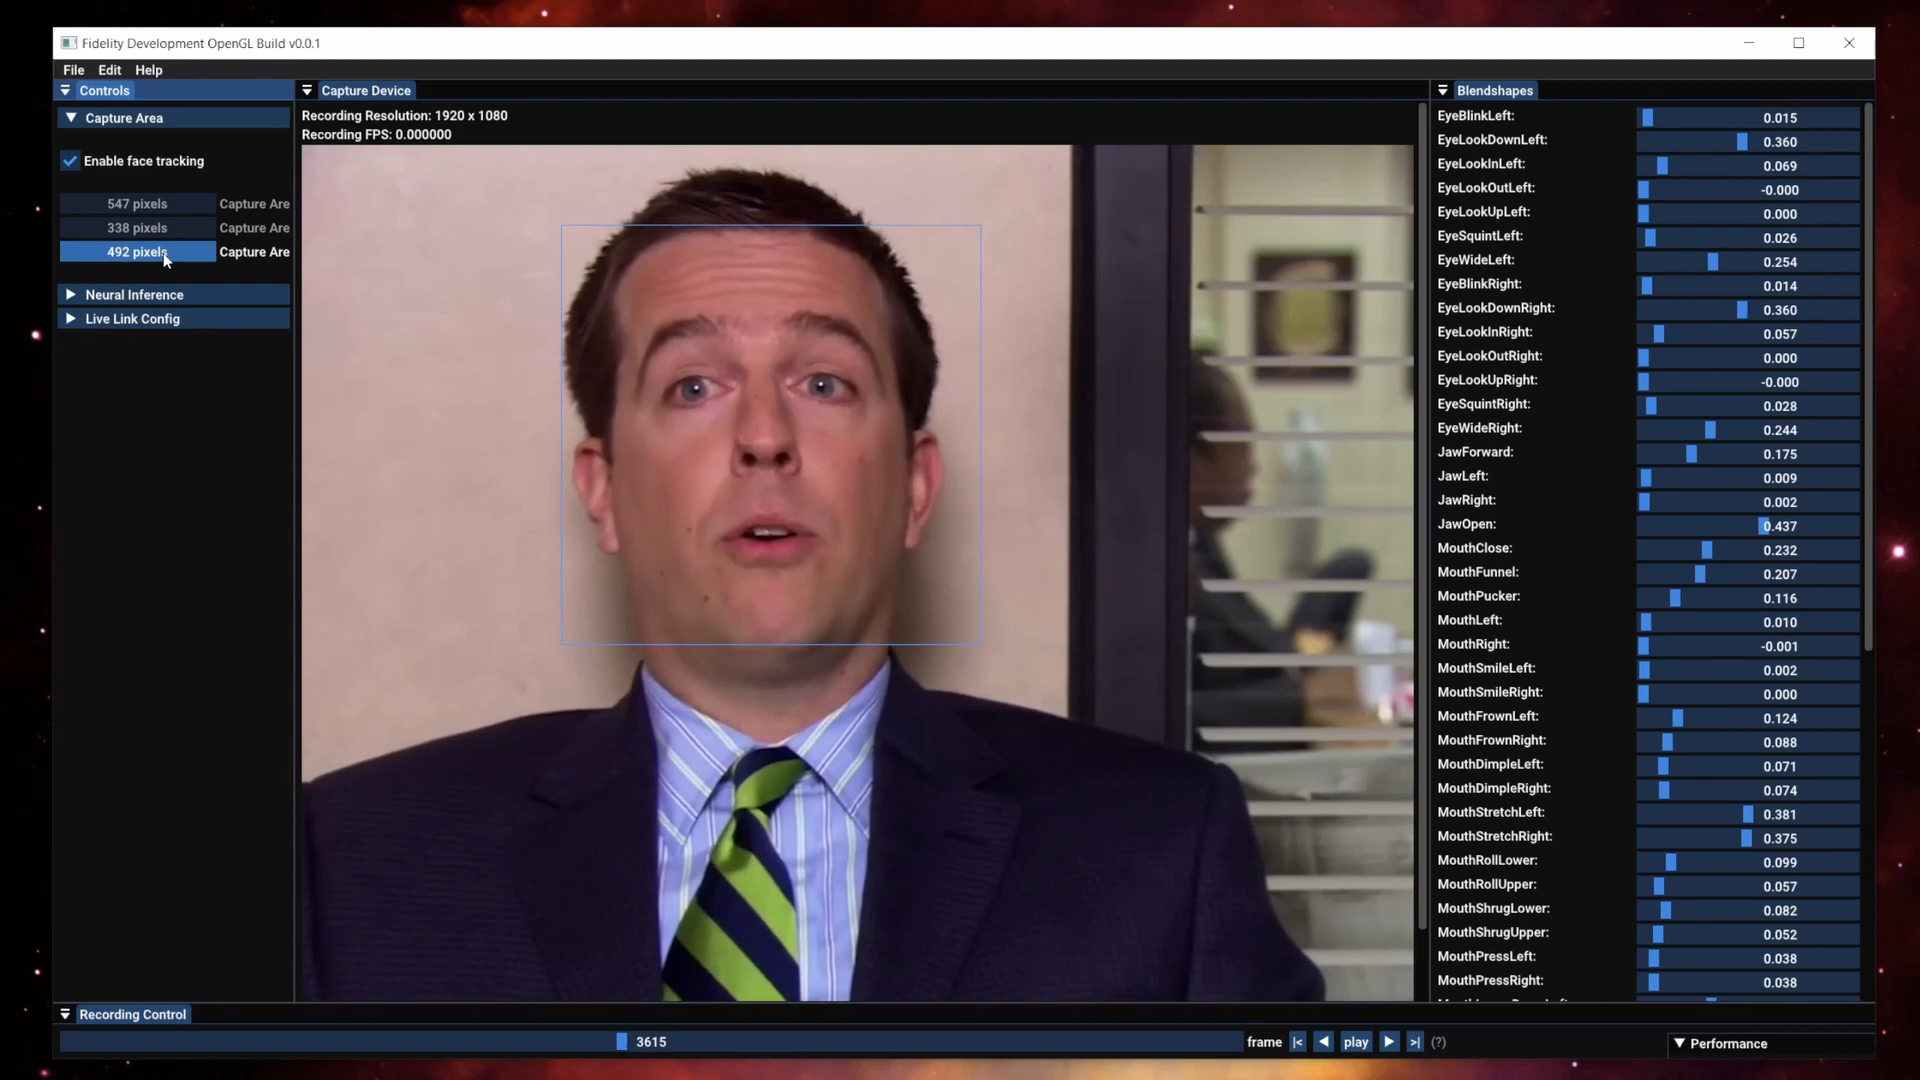 Fidelity Development OpenGL Build v0.0.1
File Edit Help
Controls
Capture Area
Enable face tracking
547 pixels Capture Are
338 pixels Capture Are
492 pixels Capture Are
Neural Inference
Live Link Config
Capture Device
Recording Resolution: 1920 x 1080
Recording FPS: 0.000000
Blendshapes
EyeBlinkLeft: 0.015
EyeLookDownLeft: 0.360
EyeLookInLeft: 0.069
EyeLookOutLeft: -0.000
EyeLookUpLeft: 0.000
EyeSquintLeft: 0.026
EyeWideLeft: 0.254
EyeBlinkRight: 0.014
EyeLookDownRight: 0.360
EyeLookInRight: 0.057
EyeLookOutRight: 0.000
EyeLookUpRight: -0.000
EyeSquintRight: 0.028
EyeWideRight: 0.244
JawForward: 0.175
JawLeft: 0.009
JawRight: 0.002
JawOpen: 0.437
MouthClose: 0.232
MouthFunnel: 0.207
MouthPucker: 0.116
MouthLeft: 0.010
MouthRight: -0.001
MouthSmileLeft: 0.002
MouthSmileRight: 0.000
MouthFrownLeft: 0.124
MouthFrownRight: 0.088
MouthDimpleLeft: 0.071
MouthDimpleRight: 0.074
MouthStretchLeft: 0.381
MouthStretchRight: 0.375
MouthRollLower: 0.099
MouthRollUpper: 0.057
MouthShrugLower: 0.082
MouthShrugUpper: 0.052
MouthPressLeft: 0.038
MouthPressRight: 0.038
Recording Control
3615 frame |< play >| (?)
Performance